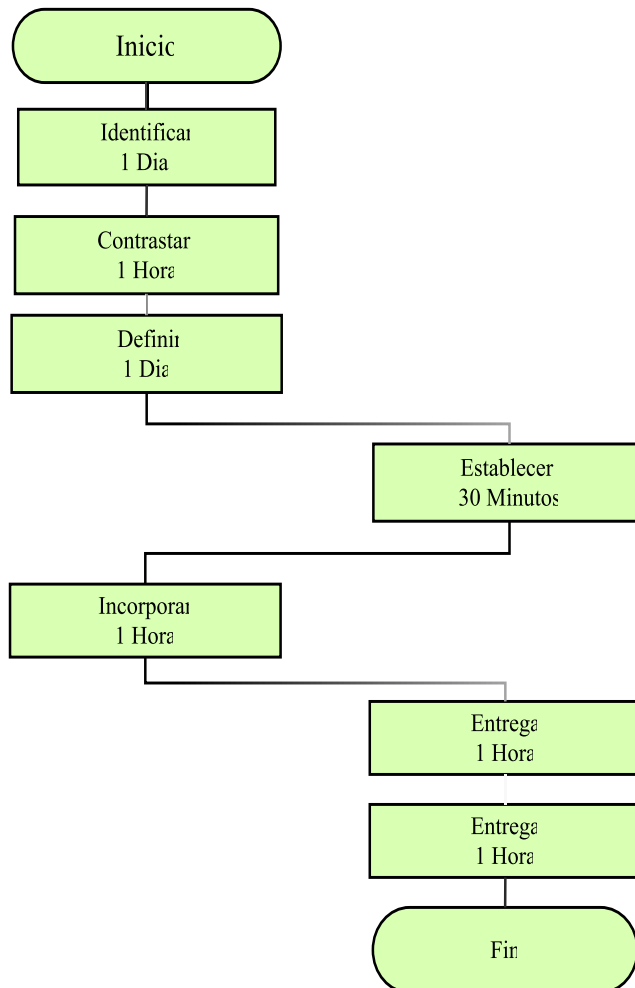 Inicio
Identificar
1 Dia
Contrastar
1 Hora
Definir
1 Dia
Establecer
30 Minutos
Incorporar
1 Hora
Entrega
1 Hora
Entrega
1 Hora
Fin